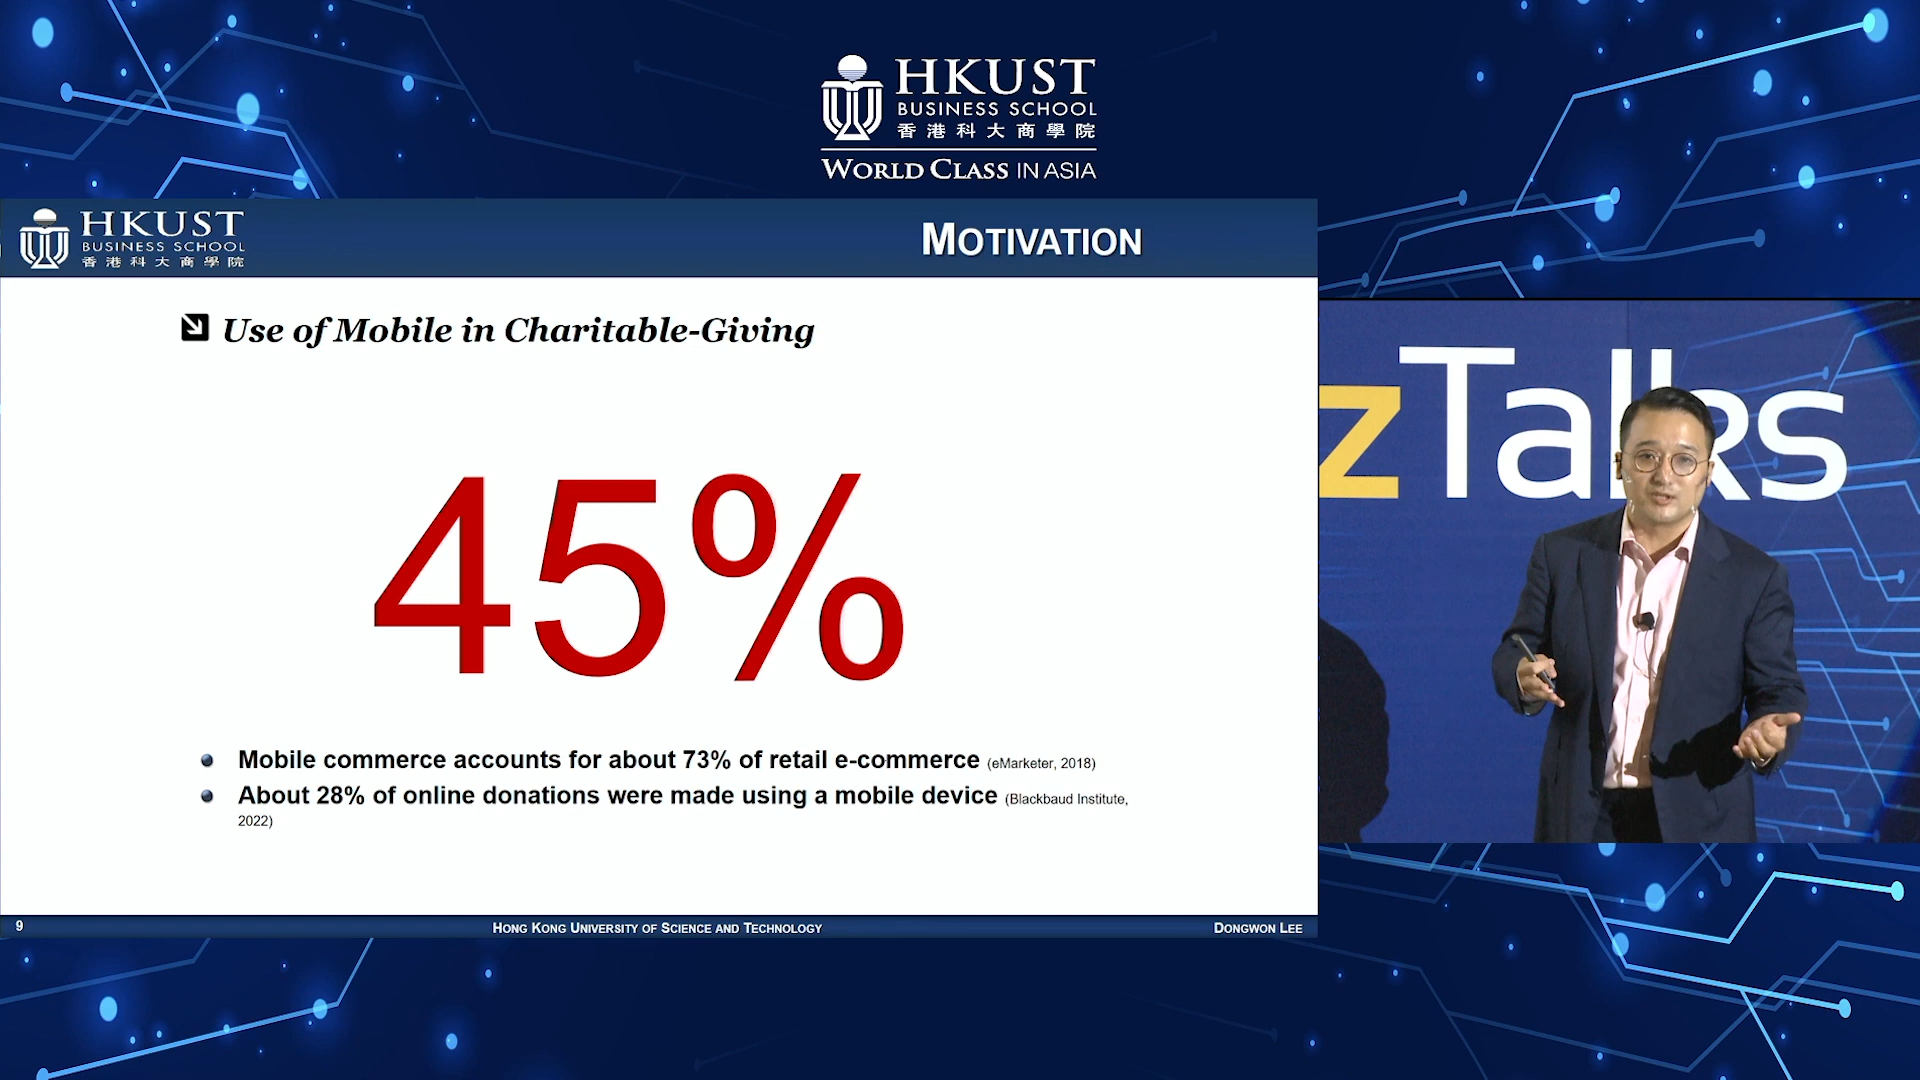 HKUST
BUSINESS SCHOOL
香港科大商學院
WORLD CLASS IN ASIA
HKUST
BUSINESS SCHOOL
香港科大商學院
MOTIVATION
Use of Mobile in Charitable-Giving
45%
Mobile commerce accounts for about 73% of retail e-commerce (eMarketer, 2018)
About 28% of online donations were made using a mobile device (Blackbaud Institute,
2022)
zTalks
9
HONG KONG UNIVERSITY OF SCIENCE AND TECHNOLOGY
DONGWON LEE